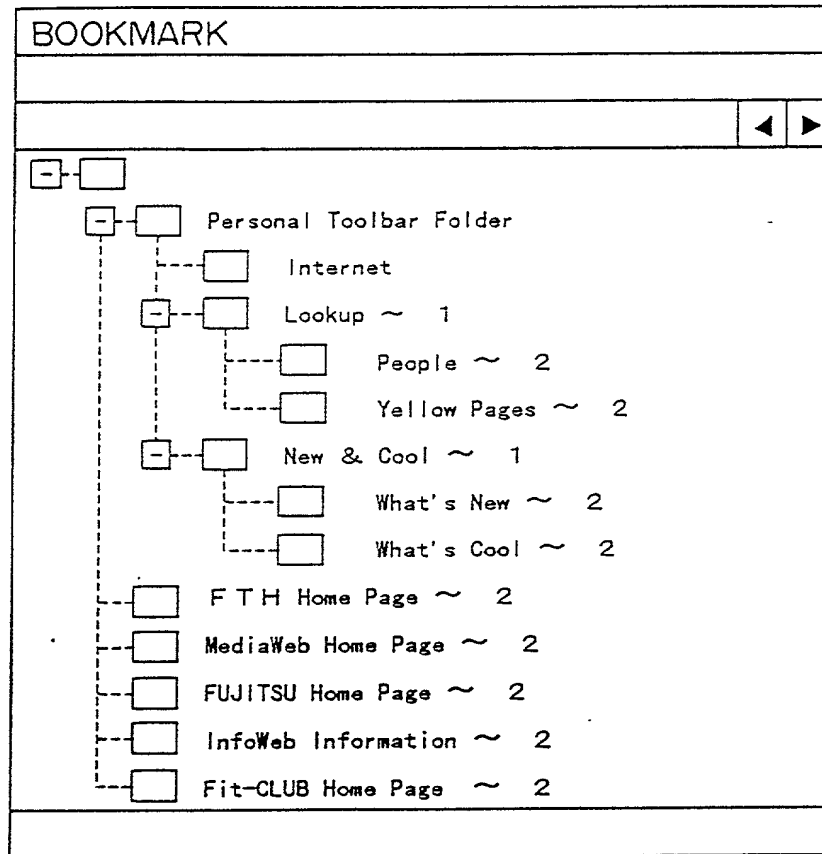 BOOKMARK
Personal Toolbar Folder
Internet
Lookup ~ 1
People ~ 2
Yellow Pages ~ 2
New & Cool ~ 1
What's New ~ 2
What's Cool ~ 2
FTH Home Page ~ 2
MediaWeb Home Page ~ 2
FUJITSU Home Page ~ 2
InfoWeb Information ~ 2
Fit-CLUB Home Page ~ 2